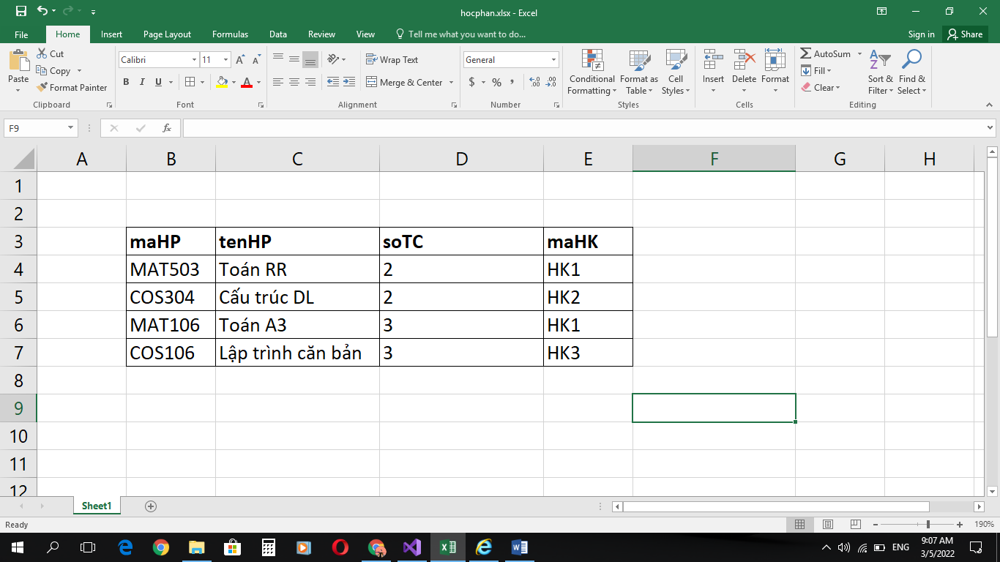 hocphan.xlsx - Excel
File Home Insert Page Layout Formulas Data Review View Tell me what you want to do... Sign in Share
Paste
Cut
Copy
Format Painter
Clipboard
Calibri 11
B I U
Font
Wrap Text
Merge & Center
Alignment
General
$ % ,
Number
Conditional Formatting
Format as Table
Cell Styles
Styles
Insert Delete Format
Cells
AutoSum
Fill
Clear
Sort & Filter
Find & Select
Editing
F9 fx
A B C D E F G H
1
2
3 maHP tenHP soTC maHK
4 MAT503 Toán RR 2 HK1
5 COS304 Cấu trúc DL 2 HK2
6 MAT106 Toán A3 3 HK1
7 COS106 Lập trình căn bản 3 HK3
8
9
10
11
12
Sheet1
Ready 190%
ENG 9:07 AM
3/5/2022